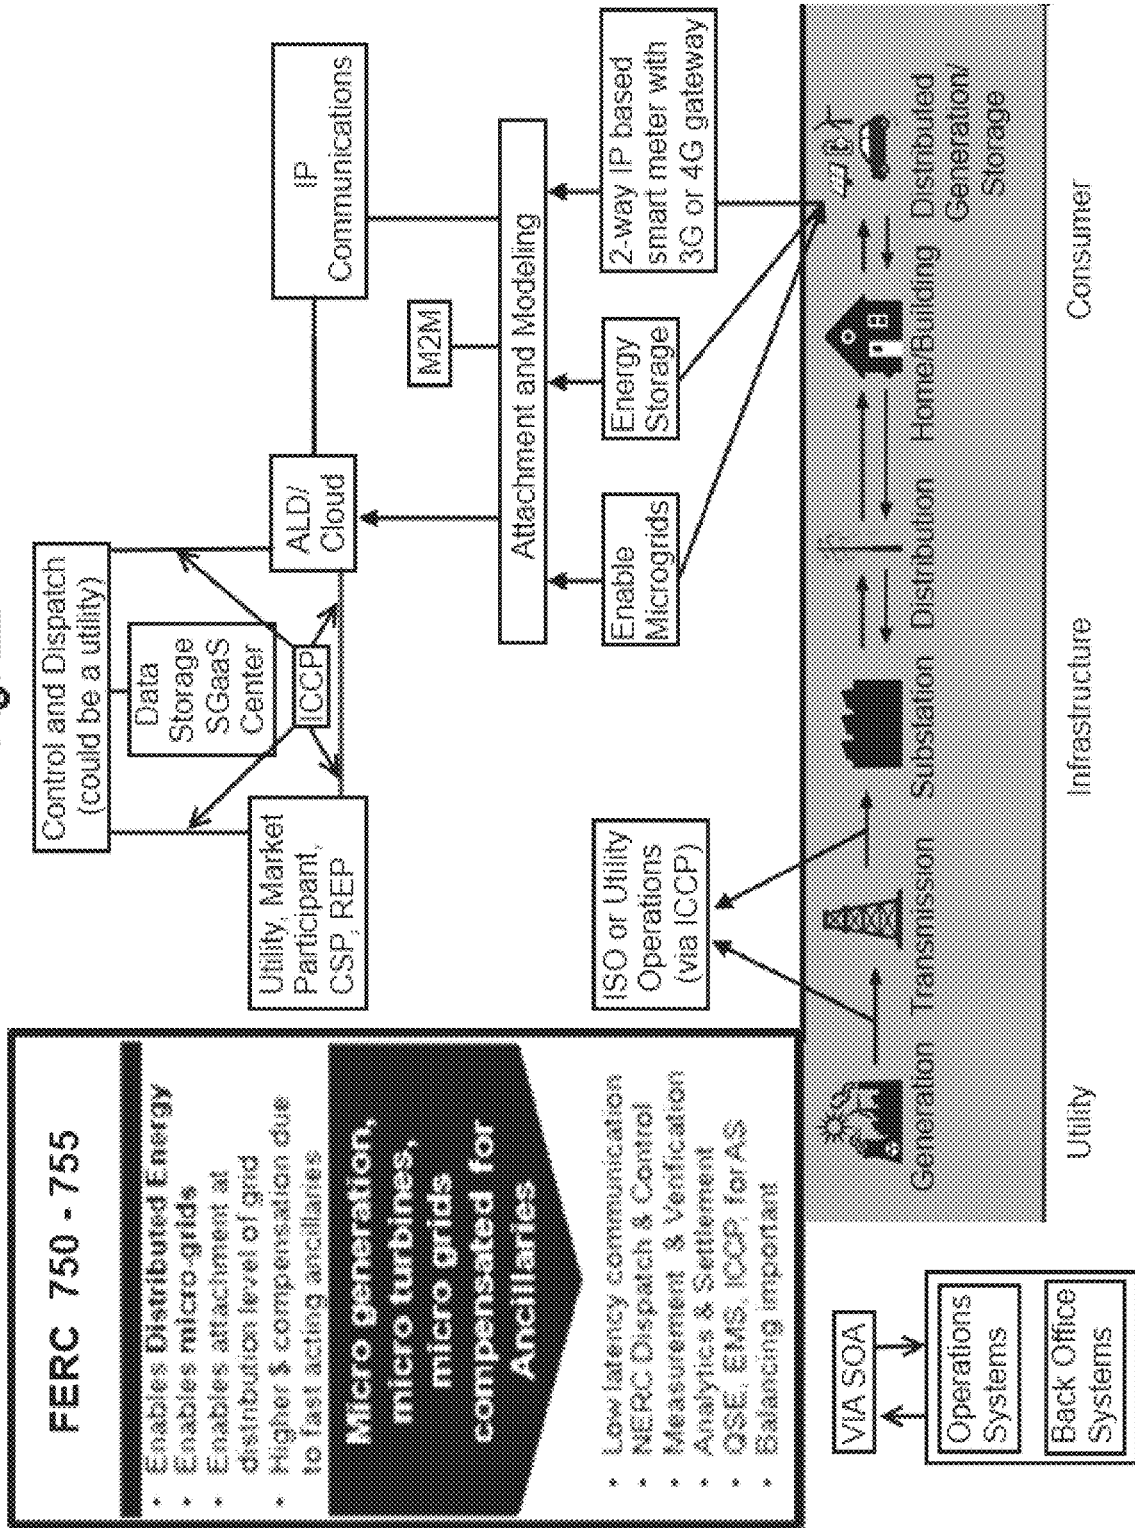 FERC 750 - 755
• Enables Distributed Energy
• Enables micro-grids
• Enables attachment at
distribution level of grid
• Higher $ compensation due
to fast acting ancillaries
Micro generation,
micro turbines,
micro grids
compensated for
Ancillaries
• Low latency communication
• NERC Dispatch & Control
• Measurement & Verification
• Analytics & Settlement
• QSE, EMS, ICCP, for AS
• Balancing important
Control and Dispatch
(could be a utility)
Data
Storage
SGaaS
Center
ICCP
Utility, Market
Participant,
CSP, REP
ALD/
Cloud
IP
Communications
M2M
Attachment and Modeling
Enable
Microgrids
Energy
Storage
2-way IP based
smart meter with
3G or 4G gateway
ISO or Utility
Operations
(via ICCP)
Generation
Transmission
Substation
Distribution
Home/Building
Distributed
Generation/
Storage
Utility
Infrastructure
Consumer
VIA SOA
Operations
Systems
Back Office
Systems